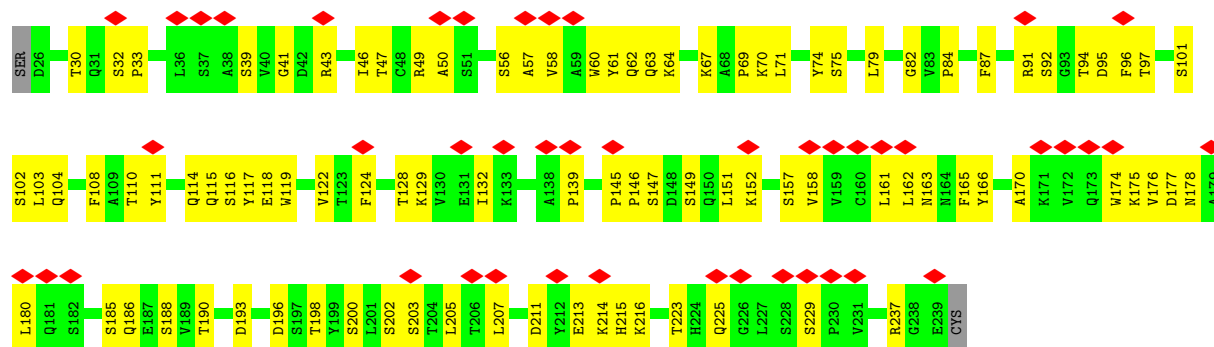 SER D26 T30 Q31 S32 P33 L36 S37 A38 S39 V40 G41 D42 R43 I46 T47 C48 R49 A50 S51 S56 A57 V58 A59 W60 Y61 Q62 Q63 K64 K67 A68 P69 K70 L71 Y74 S75 L79 G82 V83 P84 F87 R91 S92 G93 T94 D95 F96 T97 S101
S102 L103 Q104 F108 A109 T110 Y111 Q114 Q115 S116 Y117 E118 W119 V122 T123 F124 T128 K129 V130 E131 I132 K133 A138 P139 P145 P146 S147 D148 S149 Q150 L151 K152 S157 V158 V159 C160 L161 L162 N163 N164 F165 Y166 A170 K171 V172 Q173 W174 K175 V176 D177 N178 A179
L180 Q181 S182 S185 Q186 E187 S188 V189 T190 D193 D196 S197 T198 Y199 S200 L201 S202 S203 T204 L205 T206 L207 D211 Y212 E213 K214 H215 K216 T223 H224 Q225 G226 L227 S228 S229 P230 V231 R237 G238 E239 CYS